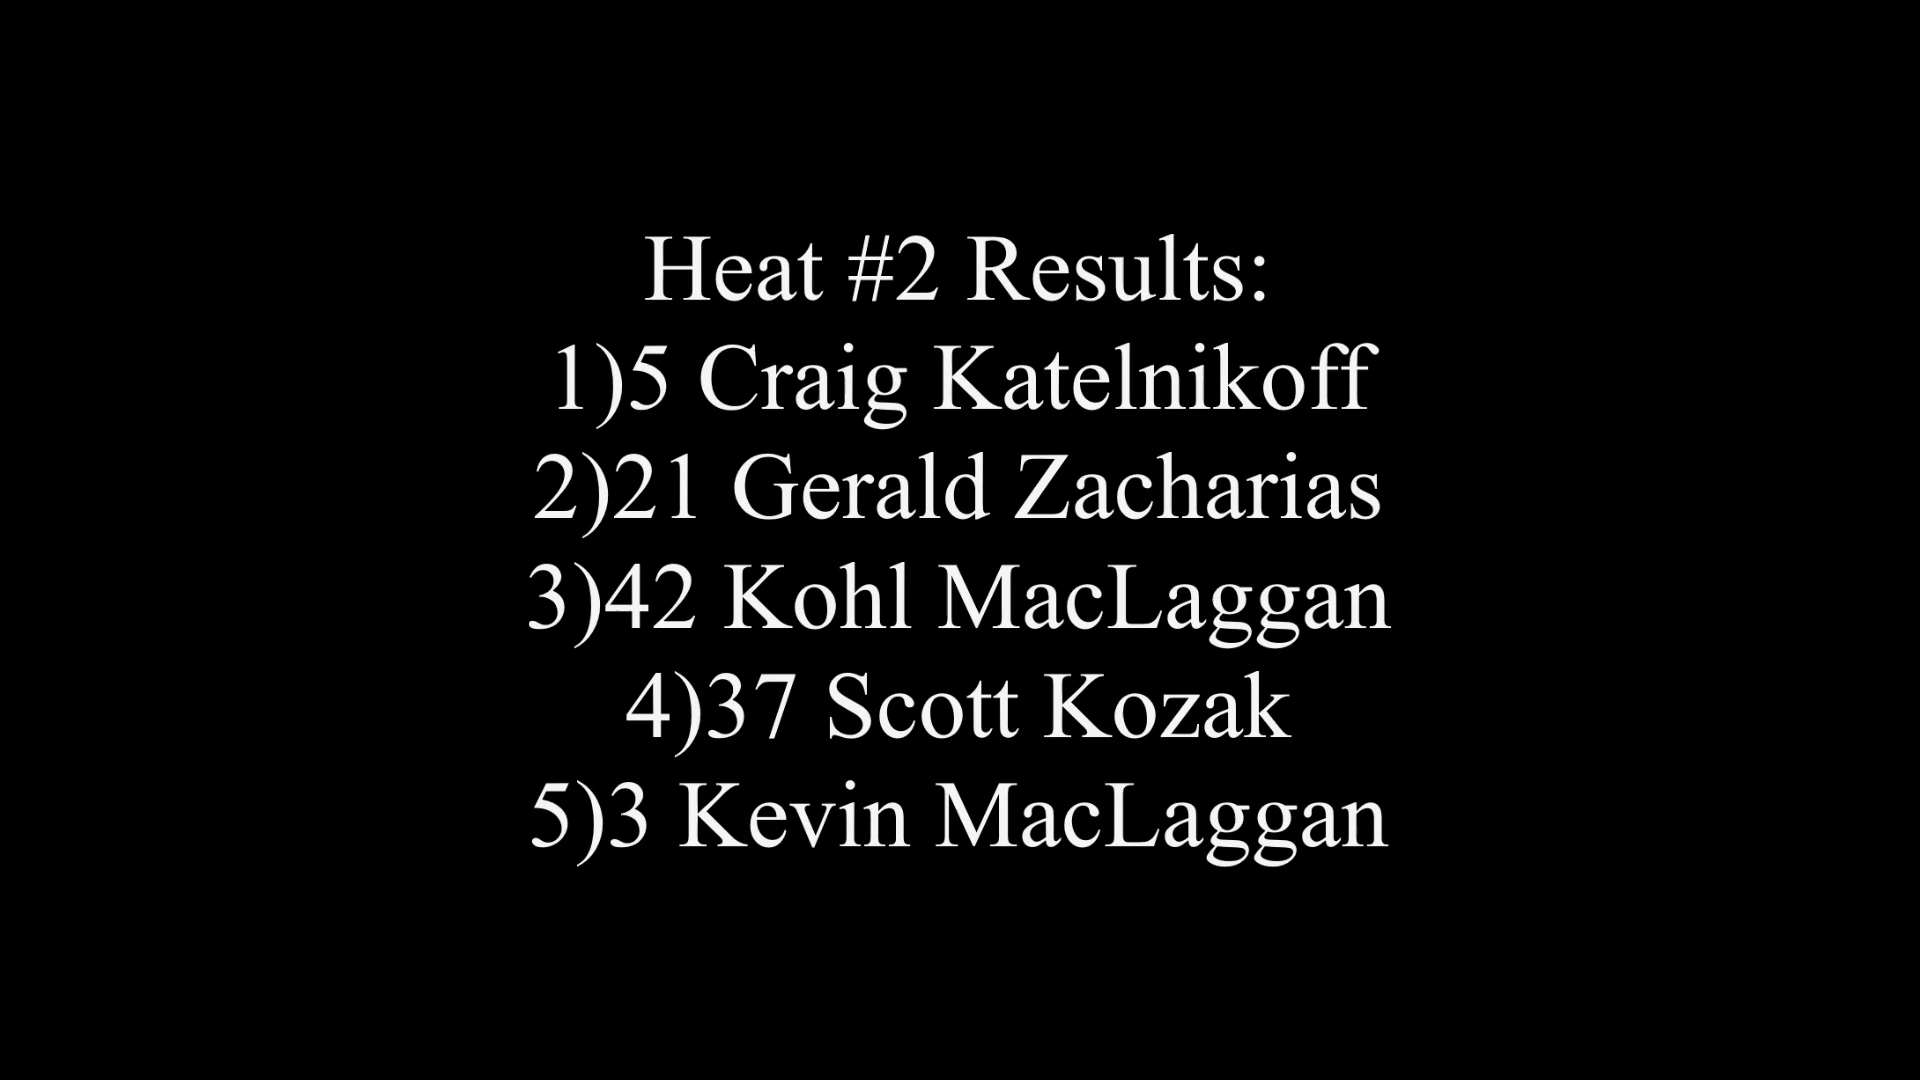 Heat #2 Results:
1)5 Craig Katelnikoff
2)21 Gerald Zacharias
3)42 Kohl MacLaggan
4)37 Scott Kozak
5)3 Kevin MacLaggan